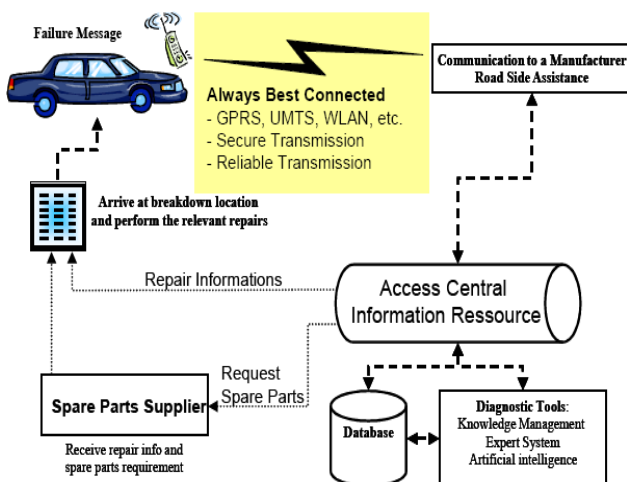 Failure Message
Always Best Connected
- GPRS, UMTS, WLAN, etc.
- Secure Transmission
- Reliable Transmission
Communication to a Manufacturer
Road Side Assistance
Arrive at breakdown location
and perform the relevant repairs
Repair Informations
Access Central
Information Ressource
Request
Spare Parts
Spare Parts Supplier
Receive repair info and
spare parts requirement
Database
Diagnostic Tools:
Knowledge Management
Expert System
Artificial intelligence